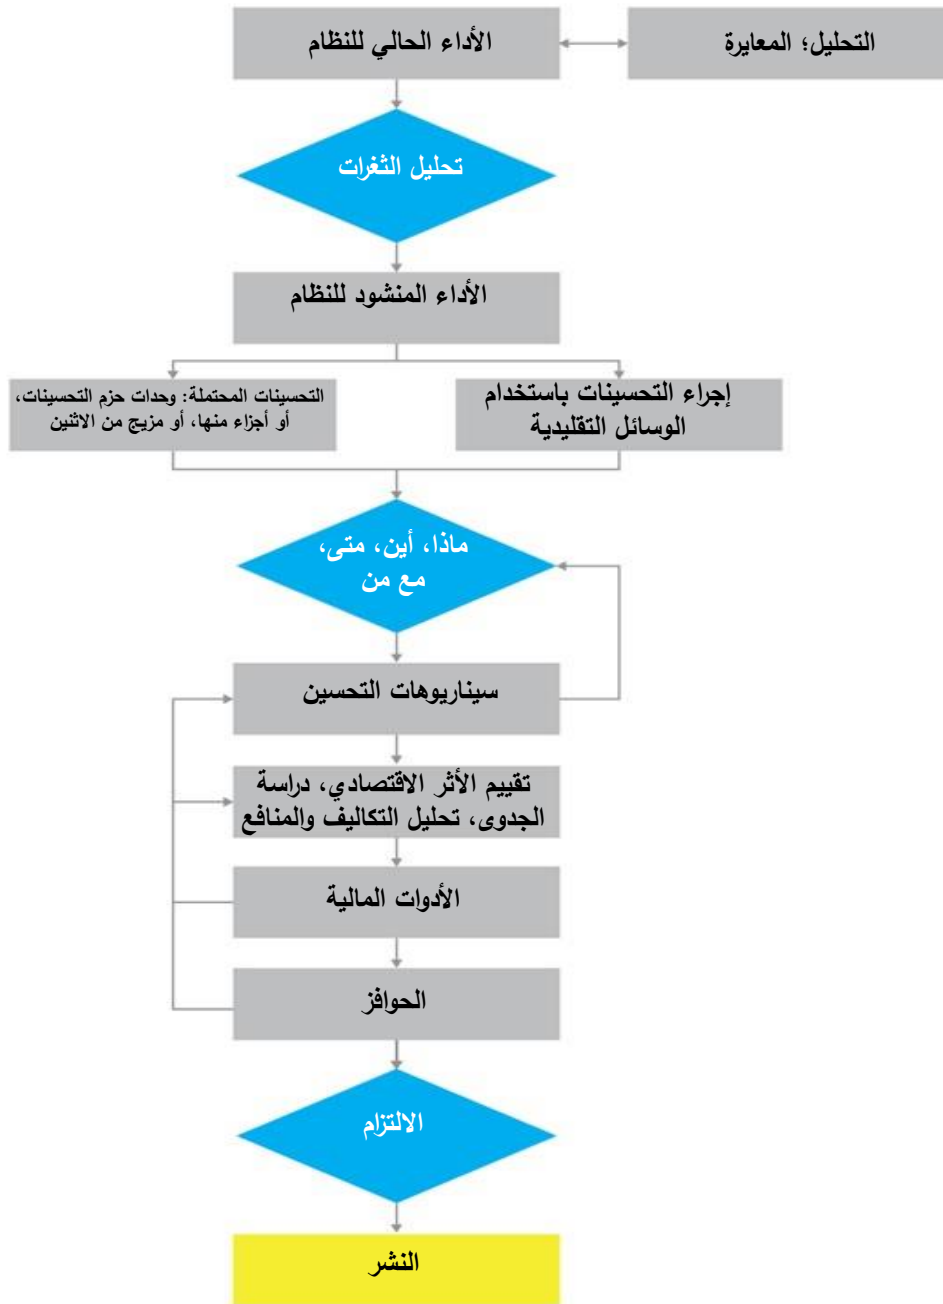 الأداء الحالي للنظام
التحليل؛ المعايرة
تحليل الثغرات
الأداء المنشود للنظام
إجراء التحسينات باستخدام
الوسائل التقليدية
التحسينات المحتملة: وحدات حزم التحسينات،
أو أجزاء منها، أو مزيج من الاثنين
ماذا، أين، متى،
مع من
سيناريوهات التحسين
تقييم الأثر الاقتصادي، دراسة
الجدوى، تحليل التكاليف والمنافع
الأدوات المالية
الحوافز
الالتزام
النشر